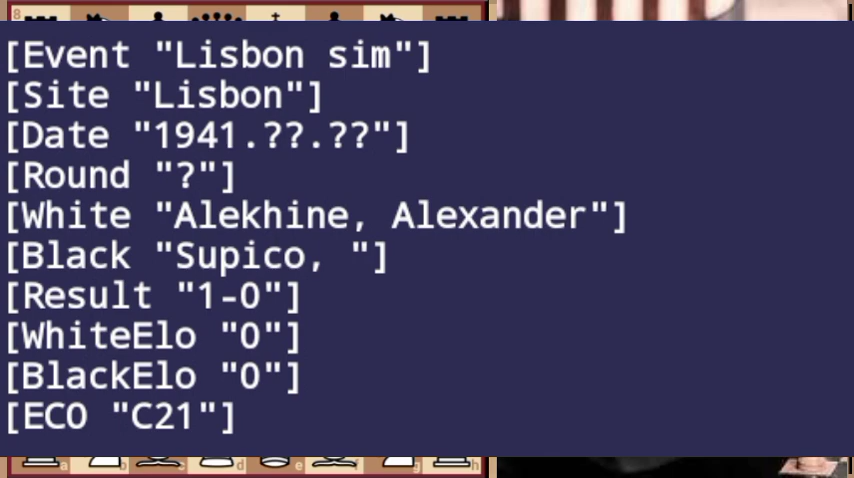 8
[Event "Lisbon sim"]
[Site "Lisbon"]
[Date "1941.??.??"]
[Round "?"]
[White "Alekhine, Alexander"]
[Black "Supico, "]
[Result "1-0"]
[WhiteElo "0"]
[BlackElo "0"]
[ECO "C21"]
a b c d e f g h